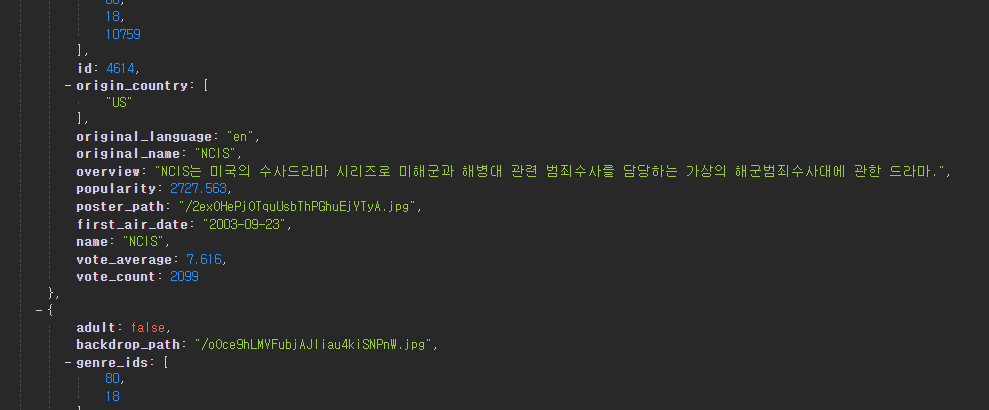 18,
10759
],
id: 4614,
- origin_country: [
"US"
],
original_language: "en",
original_name: "NCIS",
overview: "NCIS는 미국의 수사드라마 시리즈로 미해군과 해병대 관련 범죄수사를 담당하는 가상의 해군범죄수사대에 관한 드라마.",
popularity: 2727.563,
poster_path: "/2exOHePjOTquUsbThPGhuEjYTyA.jpg",
first_air_date: "2003-09-23",
name: "NCIS",
vote_average: 7.616,
vote_count: 2099
},
- {
adult: false,
backdrop_path: "/oOce9hLMVFubjAJliau4kiSNPnW.jpg",
- genre_ids: [
80,
18